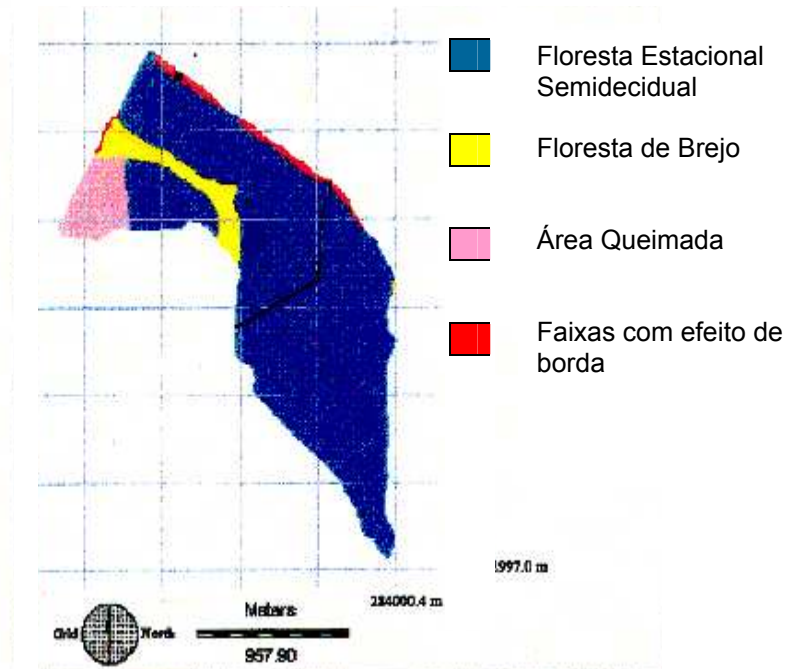 Floresta Estacional
Semidecidual
Floresta de Brejo
Área Queimada
Faixas com efeito de
borda
1997.0 m
284000.4 m
Meters
Grid North
957.90